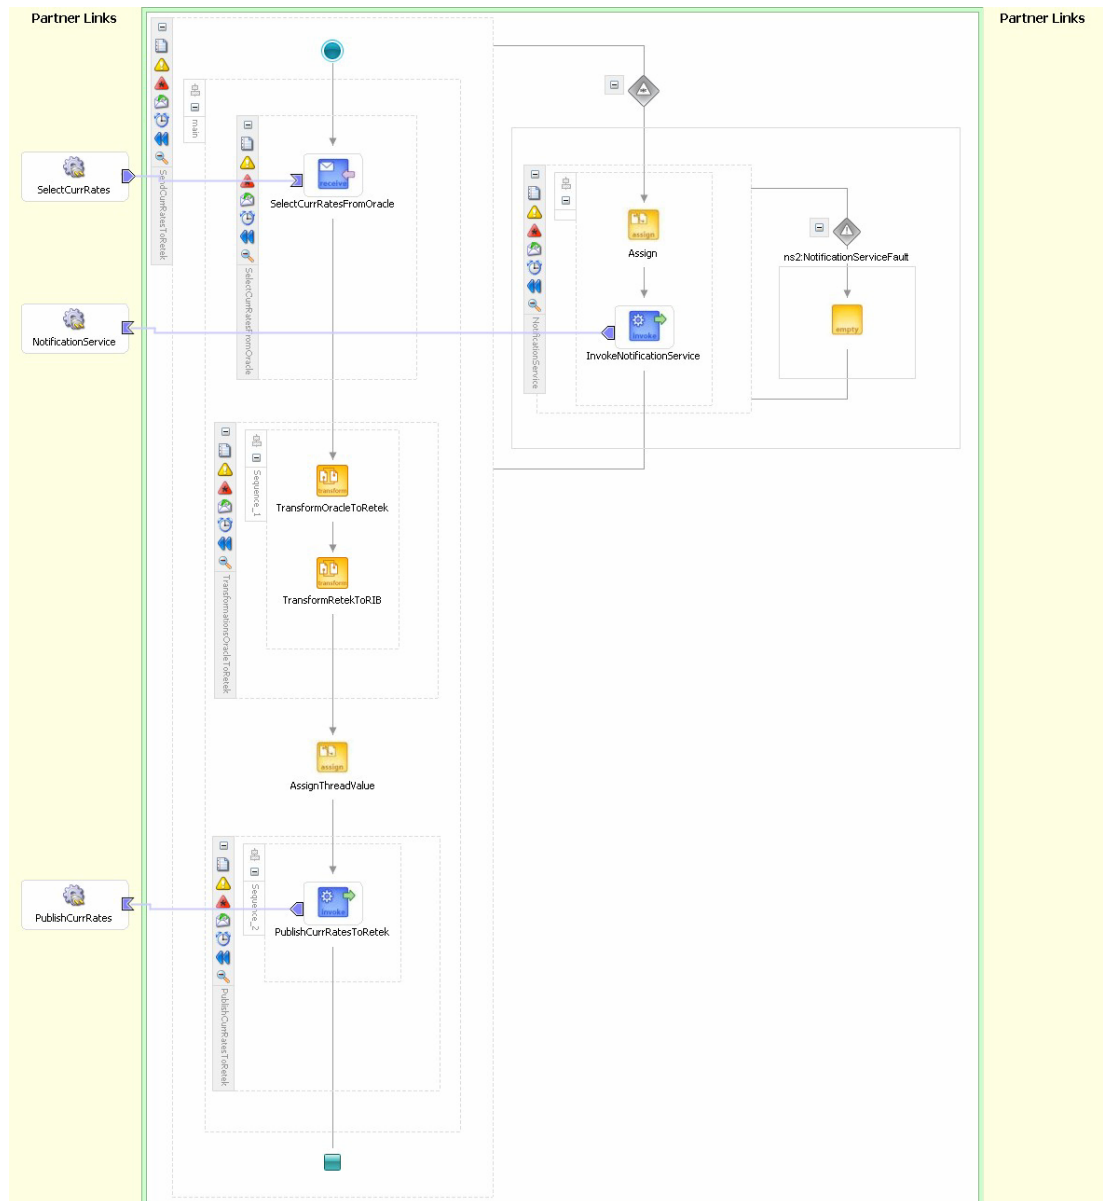 Partner Links
Partner Links
main
SendCurrRatesToRetek
SelectCurrRates
receive
SelectCurrRatesFromOracle
SelectCurrRatesFromOracle
assign
Assign
ns2:NotificationServiceFault
NotificationService
invoke
InvokeNotificationService
empty
NotificationService
Sequence_1
transform
TransformOracleToRetek
transform
TransformRetekToRIB
TransformationsOracleToRetek
assign
AssignThreadValue
Sequence_2
PublishCurrRates
invoke
PublishCurrRatesToRetek
PublishCurrRatesToRetek